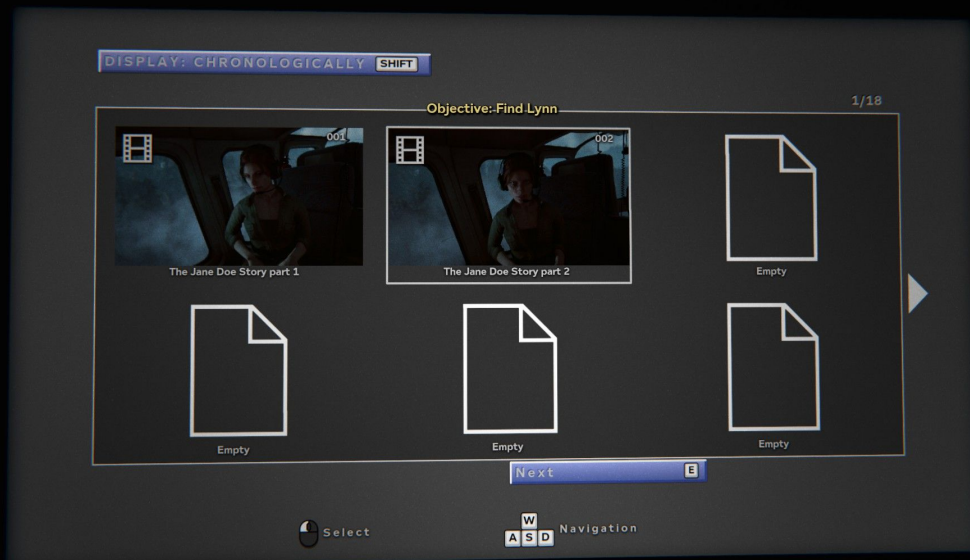 DISPLAY: CHRONOLOGICALLY SHIFT
1/18
Objective: Find Lynn
001
002
The Jane Doe Story part 1
The Jane Doe Story part 2
Empty
Empty
Empty
Empty
Next E
Select
W
A S D
Navigation